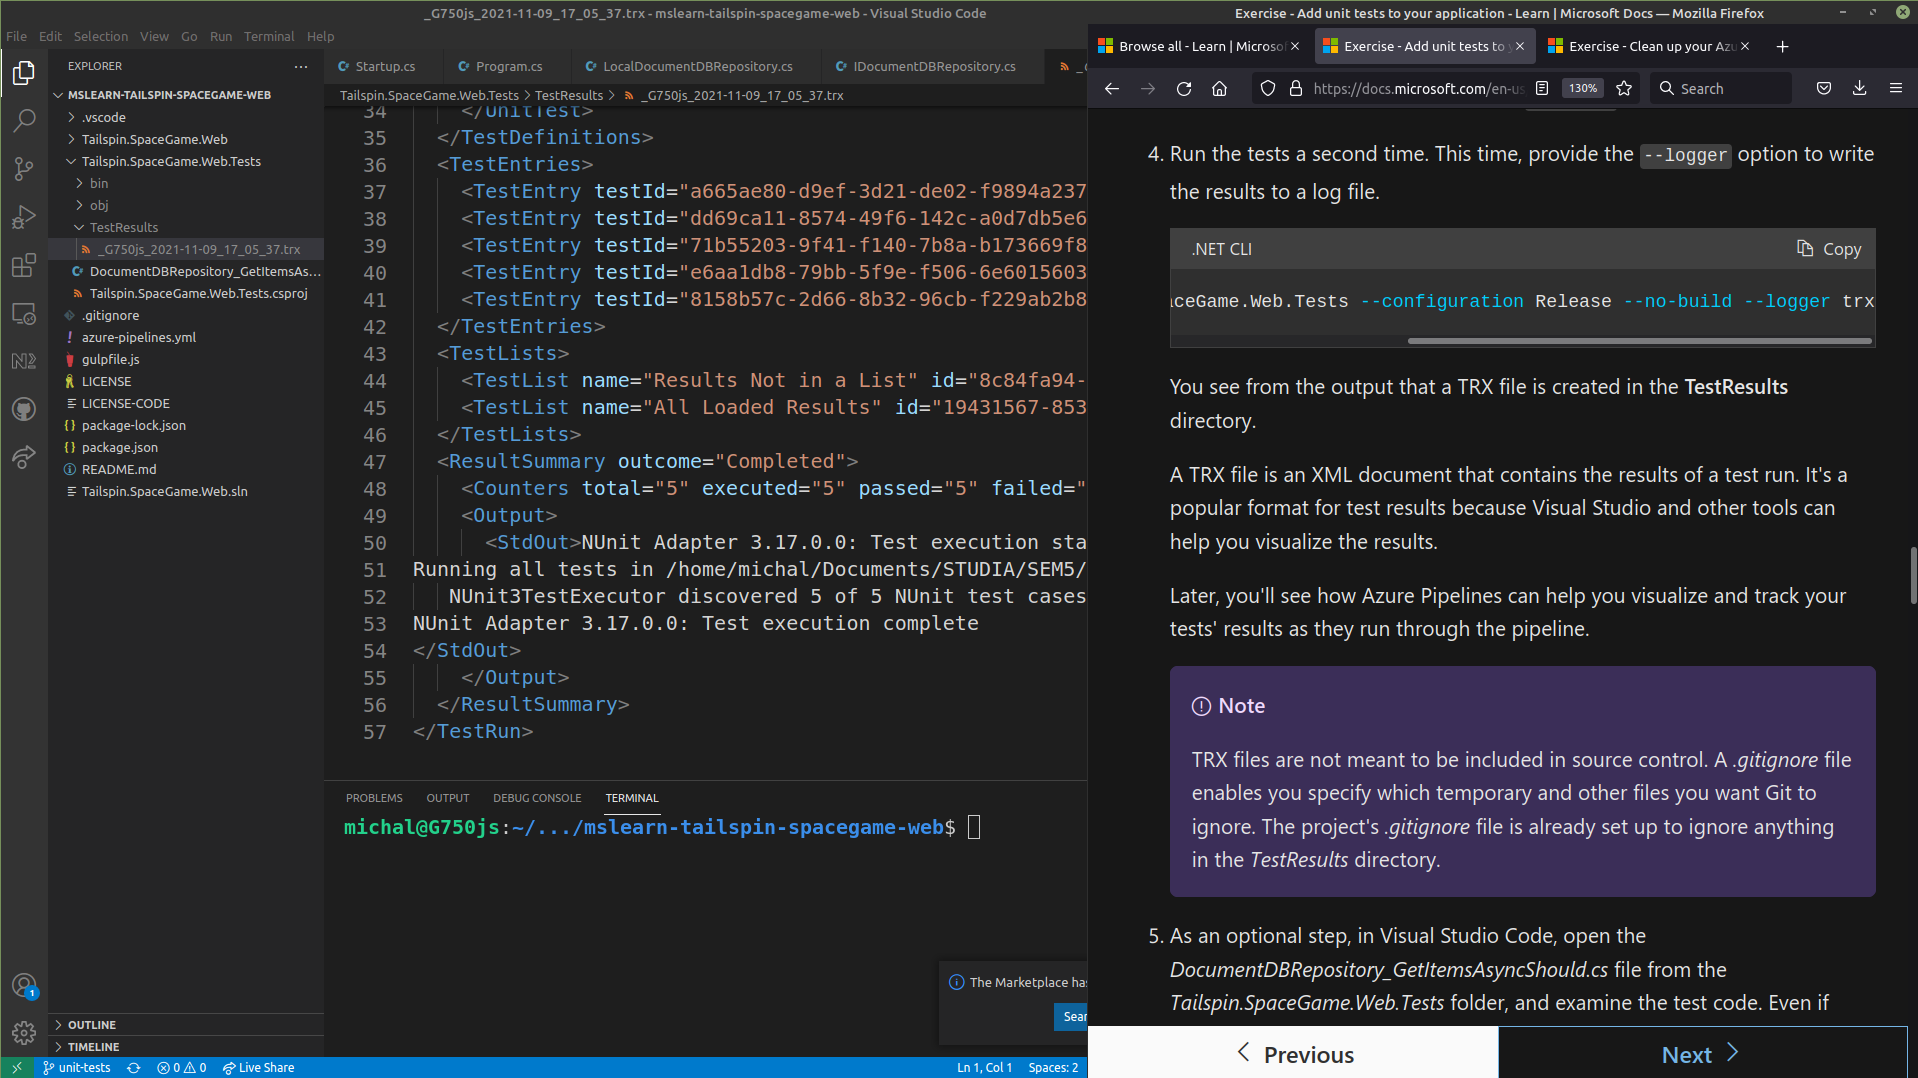 _G750js_2021-11-09_17_05_37.trx - mslearn-tailspin-spacegame-web - Visual Studio Code
File Edit Selection View Go Run Terminal Help
EXPLORER
MSLEARN-TAILSPIN-SPACEGAME-WEB
.vscode
Tailspin.SpaceGame.Web
Tailspin.SpaceGame.Web.Tests
bin
obj
TestResults
_G750js_2021-11-09_17_05_37.trx
DocumentDBRepository_GetItemsAs...
Tailspin.SpaceGame.Web.Tests.csproj
.gitignore
azure-pipelines.yml
gulpfile.js
LICENSE
LICENSE-CODE
package-lock.json
package.json
README.md
Tailspin.SpaceGame.Web.sln
OUTLINE
TIMELINE
Startup.cs Program.cs LocalDocumentDBRepository.cs IDocumentDBRepository.cs
Tailspin.SpaceGame.Web.Tests > TestResults > _G750js_2021-11-09_17_05_37.trx
34 </UnitTest>
35 </TestDefinitions>
36 <TestEntries>
37 <TestEntry testId="a665ae80-d9ef-3d21-de02-f9894a237
38 <TestEntry testId="dd69ca11-8574-49f6-142c-a0d7db5e6
39 <TestEntry testId="71b55203-9f41-f140-7b8a-b173669f8
40 <TestEntry testId="e6aa1db8-79bb-5f9e-f506-6e6015603
41 <TestEntry testId="8158b57c-2d66-8b32-96cb-f229ab2b8
42 </TestEntries>
43 <TestLists>
44 <TestList name="Results Not in a List" id="8c84fa94-
45 <TestList name="All Loaded Results" id="19431567-853
46 </TestLists>
47 <ResultSummary outcome="Completed">
48 <Counters total="5" executed="5" passed="5" failed="
49 <Output>
50 <StdOut>NUnit Adapter 3.17.0.0: Test execution sta
51 Running all tests in /home/michal/Documents/STUDIA/SEM5/
52 NUnit3TestExecutor discovered 5 of 5 NUnit test cases
53 NUnit Adapter 3.17.0.0: Test execution complete
54 </StdOut>
55 </Output>
56 </ResultSummary>
57 </TestRun>
PROBLEMS OUTPUT DEBUG CONSOLE TERMINAL
michal@G750js:~/.../mslearn-tailspin-spacegame-web$
The Marketplace has
Sear
1
unit-tests 0 0 Live Share Ln 1, Col 1 Spaces: 2
Exercise - Add unit tests to your application - Learn | Microsoft Docs — Mozilla Firefox
Browse all - Learn | Microsof Exercise - Add unit tests to y Exercise - Clean up your Azu
https://docs.microsoft.com/en-us 130% Search
4. Run the tests a second time. This time, provide the --logger option to write
the results to a log file.
.NET CLI Copy
aceGame.Web.Tests --configuration Release --no-build --logger trx
You see from the output that a TRX file is created in the TestResults
directory.
A TRX file is an XML document that contains the results of a test run. It's a
popular format for test results because Visual Studio and other tools can
help you visualize the results.
Later, you'll see how Azure Pipelines can help you visualize and track your
tests' results as they run through the pipeline.
Note
TRX files are not meant to be included in source control. A .gitignore file
enables you specify which temporary and other files you want Git to
ignore. The project's .gitignore file is already set up to ignore anything
in the TestResults directory.
5. As an optional step, in Visual Studio Code, open the
DocumentDBRepository_GetItemsAsyncShould.cs file from the
Tailspin.SpaceGame.Web.Tests folder, and examine the test code. Even if
Previous Next